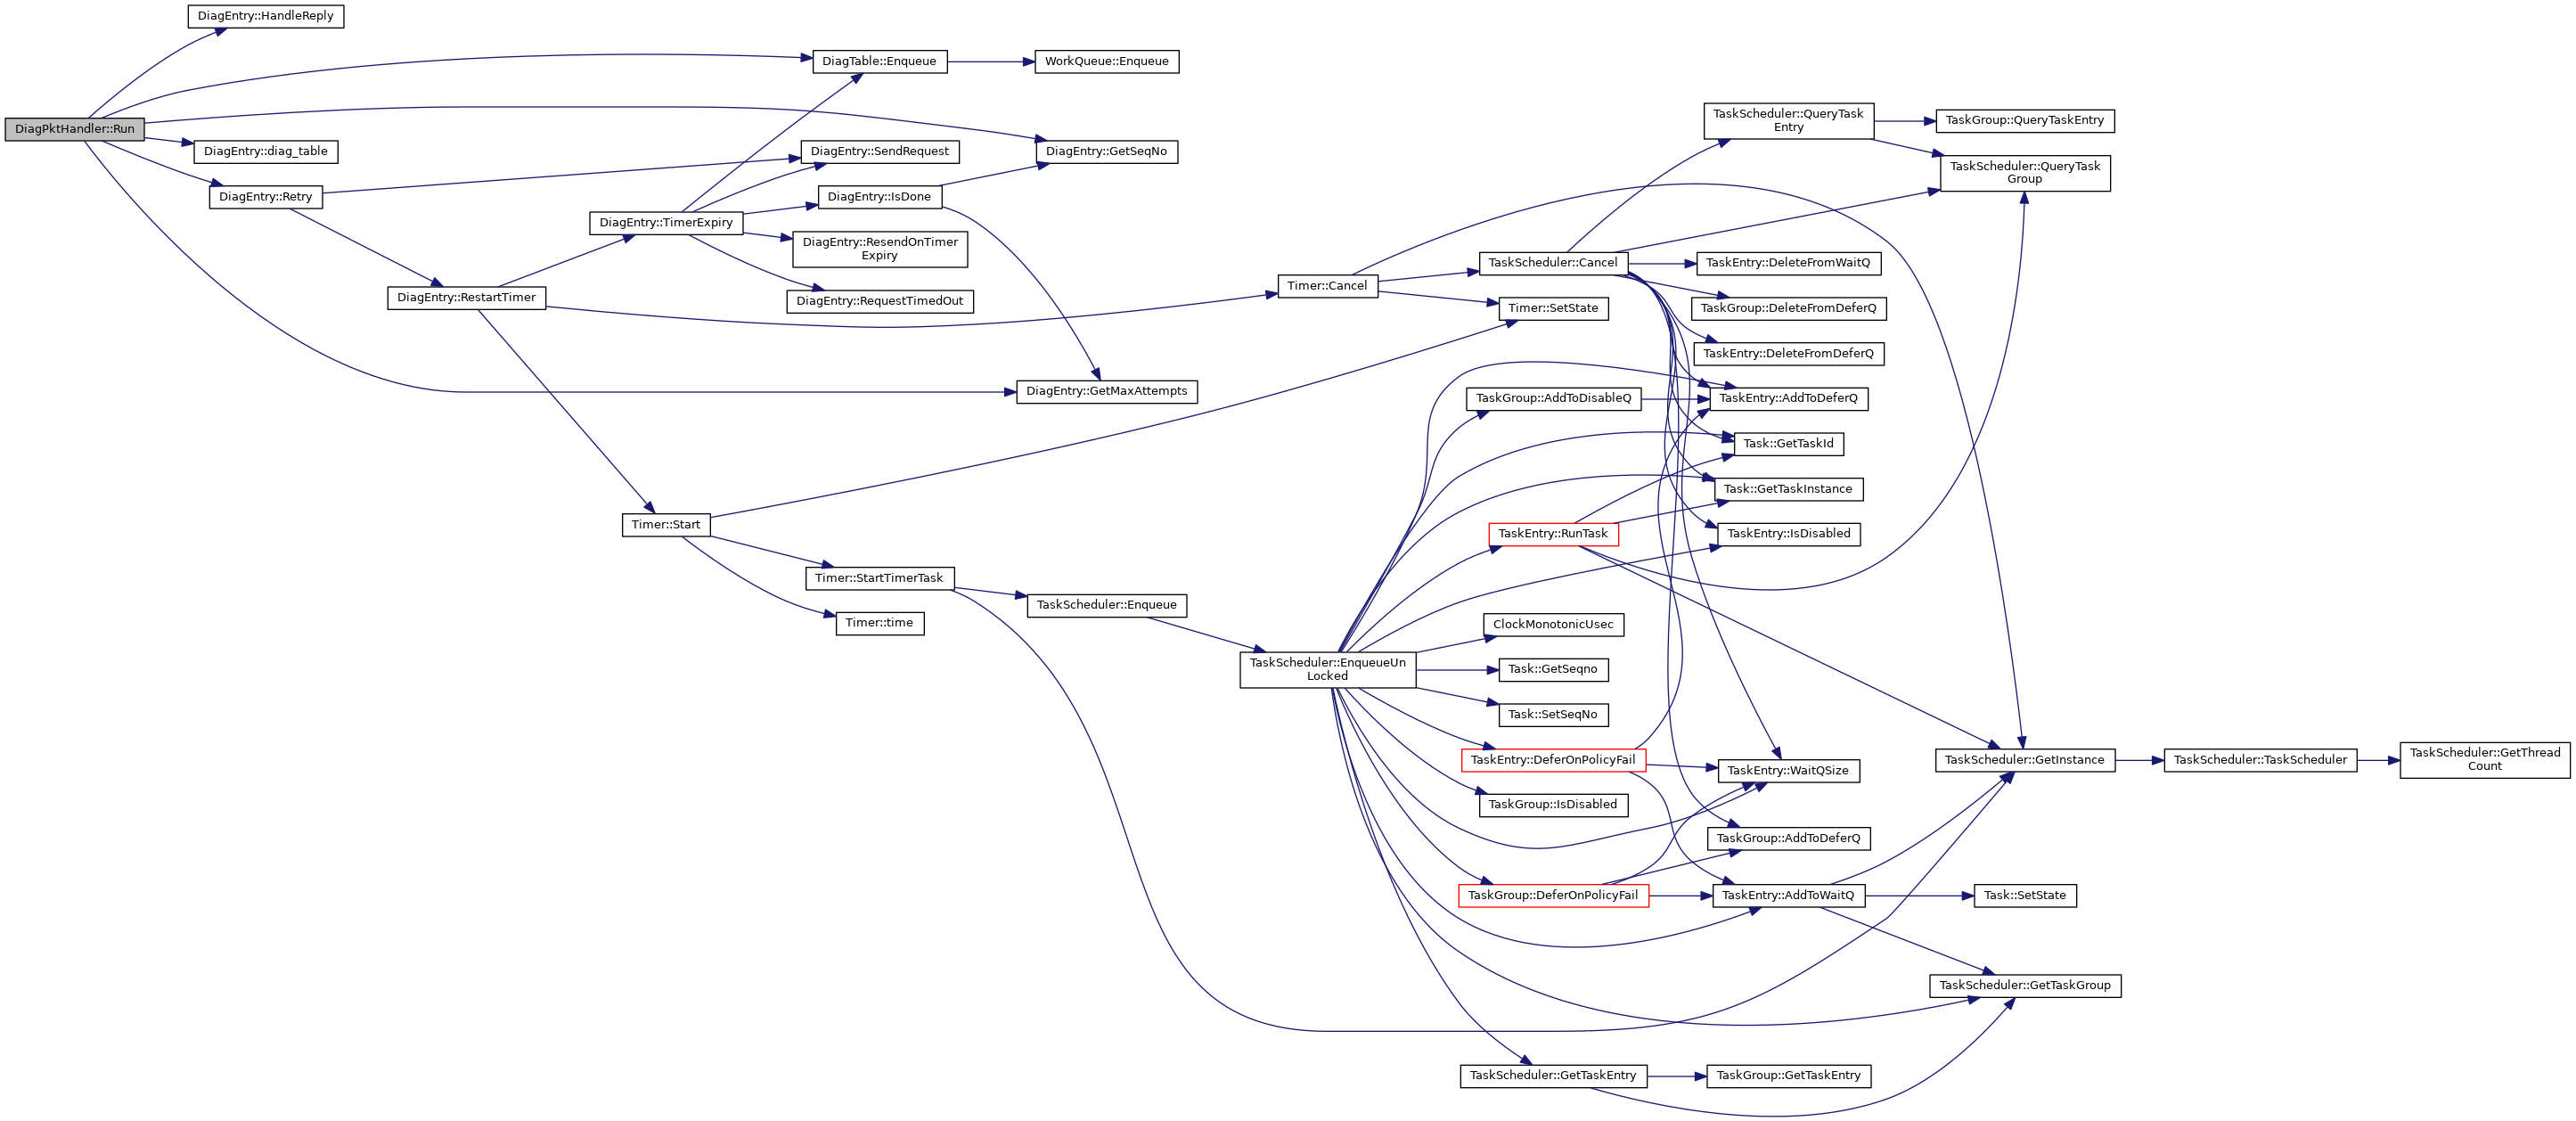 DiagEntry::HandleReply
DiagTable::Enqueue
WorkQueue::Enqueue
DiagPktHandler::Run
DiagEntry::diag_table
DiagEntry::SendRequest
DiagEntry::GetSeqNo
TaskScheduler::QueryTask
Entry
TaskGroup::QueryTaskEntry
TaskScheduler::QueryTask
Group
DiagEntry::Retry
DiagEntry::IsDone
DiagEntry::TimerExpiry
DiagEntry::ResendOnTimer
Expiry
DiagEntry::RequestTimedOut
DiagEntry::RestartTimer
Timer::Cancel
TaskScheduler::Cancel
TaskEntry::DeleteFromWaitQ
Timer::SetState
TaskGroup::DeleteFromDeferQ
TaskEntry::DeleteFromDeferQ
DiagEntry::GetMaxAttempts
TaskGroup::AddToDisableQ
TaskEntry::AddToDeferQ
Task::GetTaskId
Task::GetTaskInstance
Timer::Start
TaskEntry::RunTask
TaskEntry::IsDisabled
Timer::StartTimerTask
TaskScheduler::Enqueue
Timer::time
ClockMonotonicUsec
TaskScheduler::EnqueueUn
Locked
Task::GetSeqno
Task::SetSeqNo
TaskEntry::DeferOnPolicyFail
TaskEntry::WaitQSize
TaskScheduler::GetInstance
TaskScheduler::TaskScheduler
TaskScheduler::GetThread
Count
TaskGroup::IsDisabled
TaskGroup::AddToDeferQ
TaskGroup::DeferOnPolicyFail
TaskEntry::AddToWaitQ
Task::SetState
TaskScheduler::GetTaskGroup
TaskScheduler::GetTaskEntry
TaskGroup::GetTaskEntry